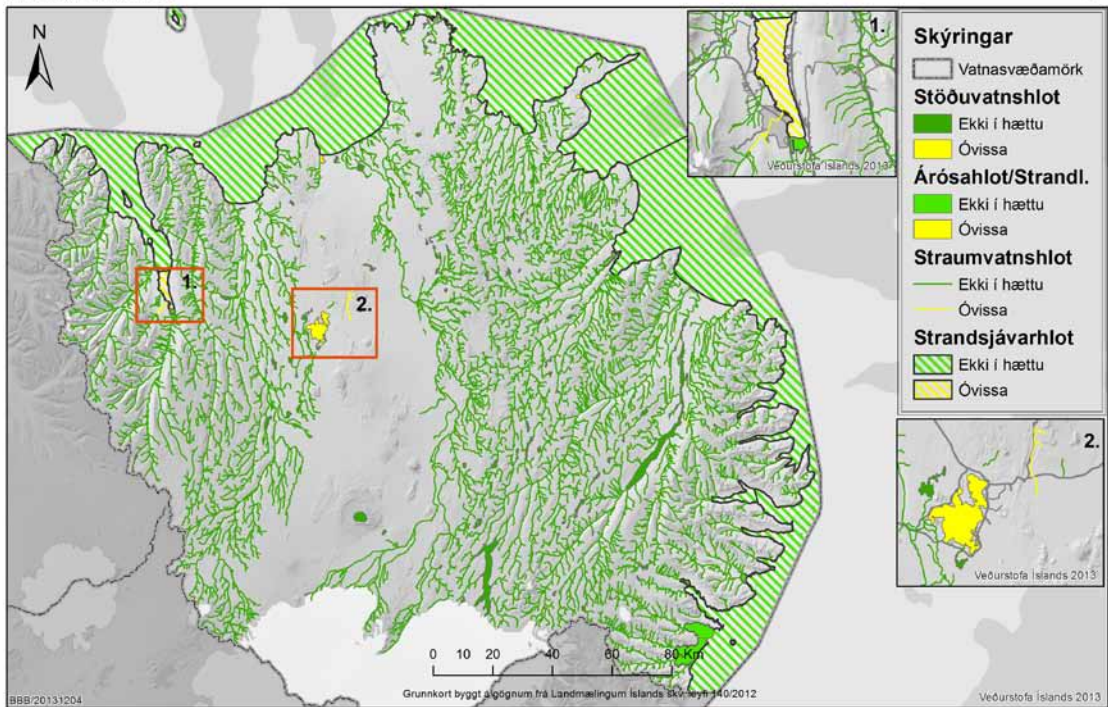 N
1.
2.
1.
Veðurstofa Íslands 2013
Skýringar
Vatnasvæðamörk
Stöðuvatnshlot
Ekki í hættu
Óvissa
Árósahlot/Strandl.
Ekki í hættu
Óvissa
Straumvatnshlot
Ekki í hættu
Óvissa
Strandsjávarhlot
Ekki í hættu
Óvissa
2.
Veðurstofa Íslands 2013
0 20 40 60 80 Km
Grunnkort byggt á gögnum frá Landmælingum Íslands skv. leyfi 140/2012
BBB/20131204
Veðurstofa Íslands 2013